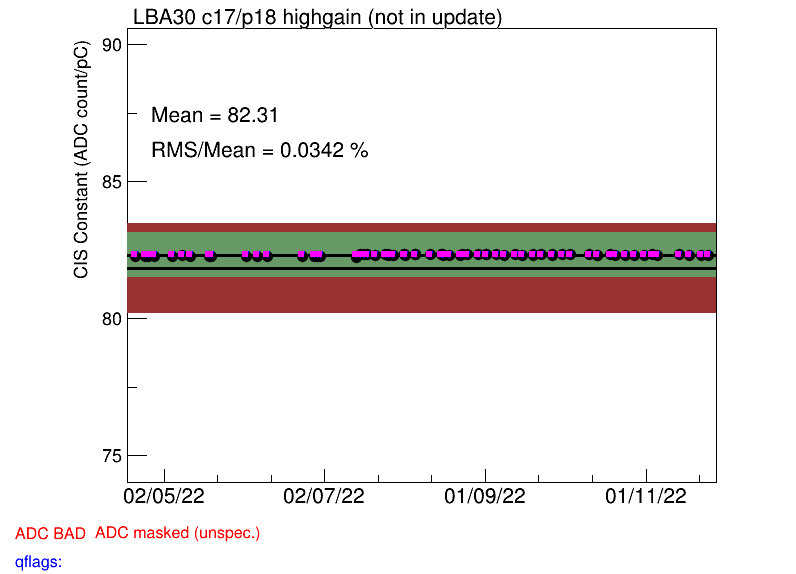 LBA30 c17/p18 highgain (not in update)
CIS Constant (ADC count/pC)
90
Mean = 82.31
RMS/Mean = 0.0342 %
85
80
75
02/05/22 02/07/22 01/09/22 01/11/22
ADC BAD ADC masked (unspec.)
qflags: